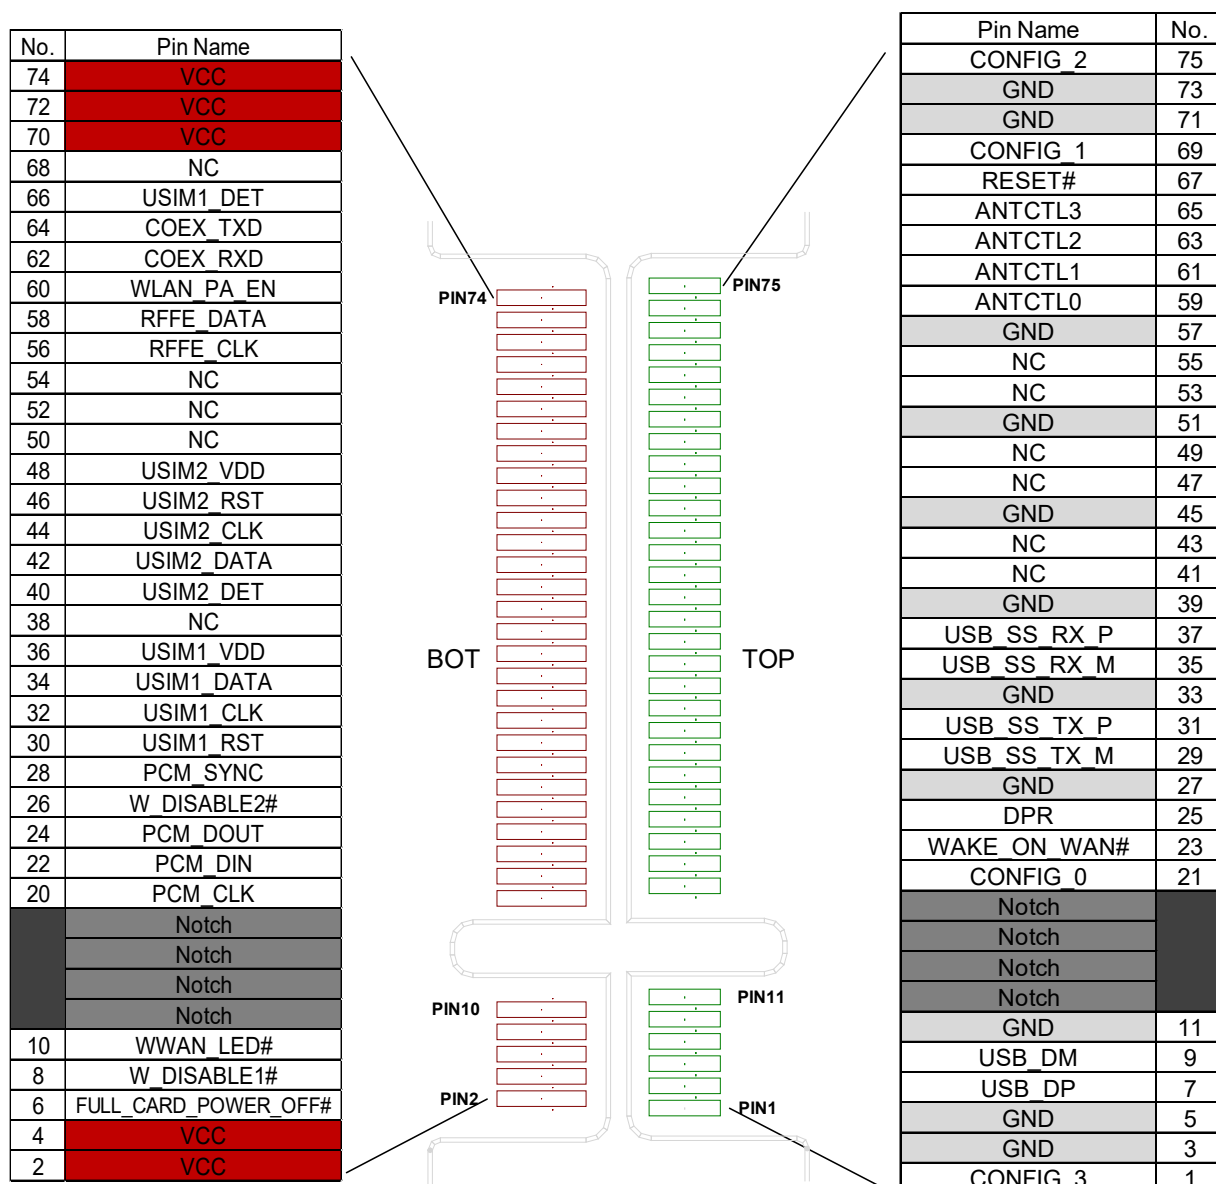 No. Pin Name
74 VCC
72 VCC
70 VCC
68 NC
66 USIM1_DET
64 COEX_TXD
62 COEX_RXD
60 WLAN_PA_EN
58 RFFE_DATA
56 RFFE_CLK
54 NC
52 NC
50 NC
48 USIM2_VDD
46 USIM2_RST
44 USIM2_CLK
42 USIM2_DATA
40 USIM2_DET
38 NC
36 USIM1_VDD
34 USIM1_DATA
32 USIM1_CLK
30 USIM1_RST
28 PCM_SYNC
26 W_DISABLE2#
24 PCM_DOUT
22 PCM_DIN
20 PCM_CLK
Notch
Notch
Notch
Notch
10 WWAN_LED#
8 W_DISABLE1#
6 FULL_CARD_POWER_OFF#
4 VCC
2 VCC
PIN74
PIN75
BOT
TOP
PIN10
PIN11
PIN2
PIN1
Pin Name No.
CONFIG_2 75
GND 73
GND 71
CONFIG_1 69
RESET# 67
ANTCTL3 65
ANTCTL2 63
ANTCTL1 61
ANTCTL0 59
GND 57
NC 55
NC 53
GND 51
NC 49
NC 47
GND 45
NC 43
NC 41
GND 39
USB_SS_RX_P 37
USB_SS_RX_M 35
GND 33
USB_SS_TX_P 31
USB_SS_TX_M 29
GND 27
DPR 25
WAKE_ON_WAN# 23
CONFIG_0 21
Notch
Notch
Notch
Notch
GND 11
USB_DM 9
USB_DP 7
GND 5
GND 3
CONFIG_3 1